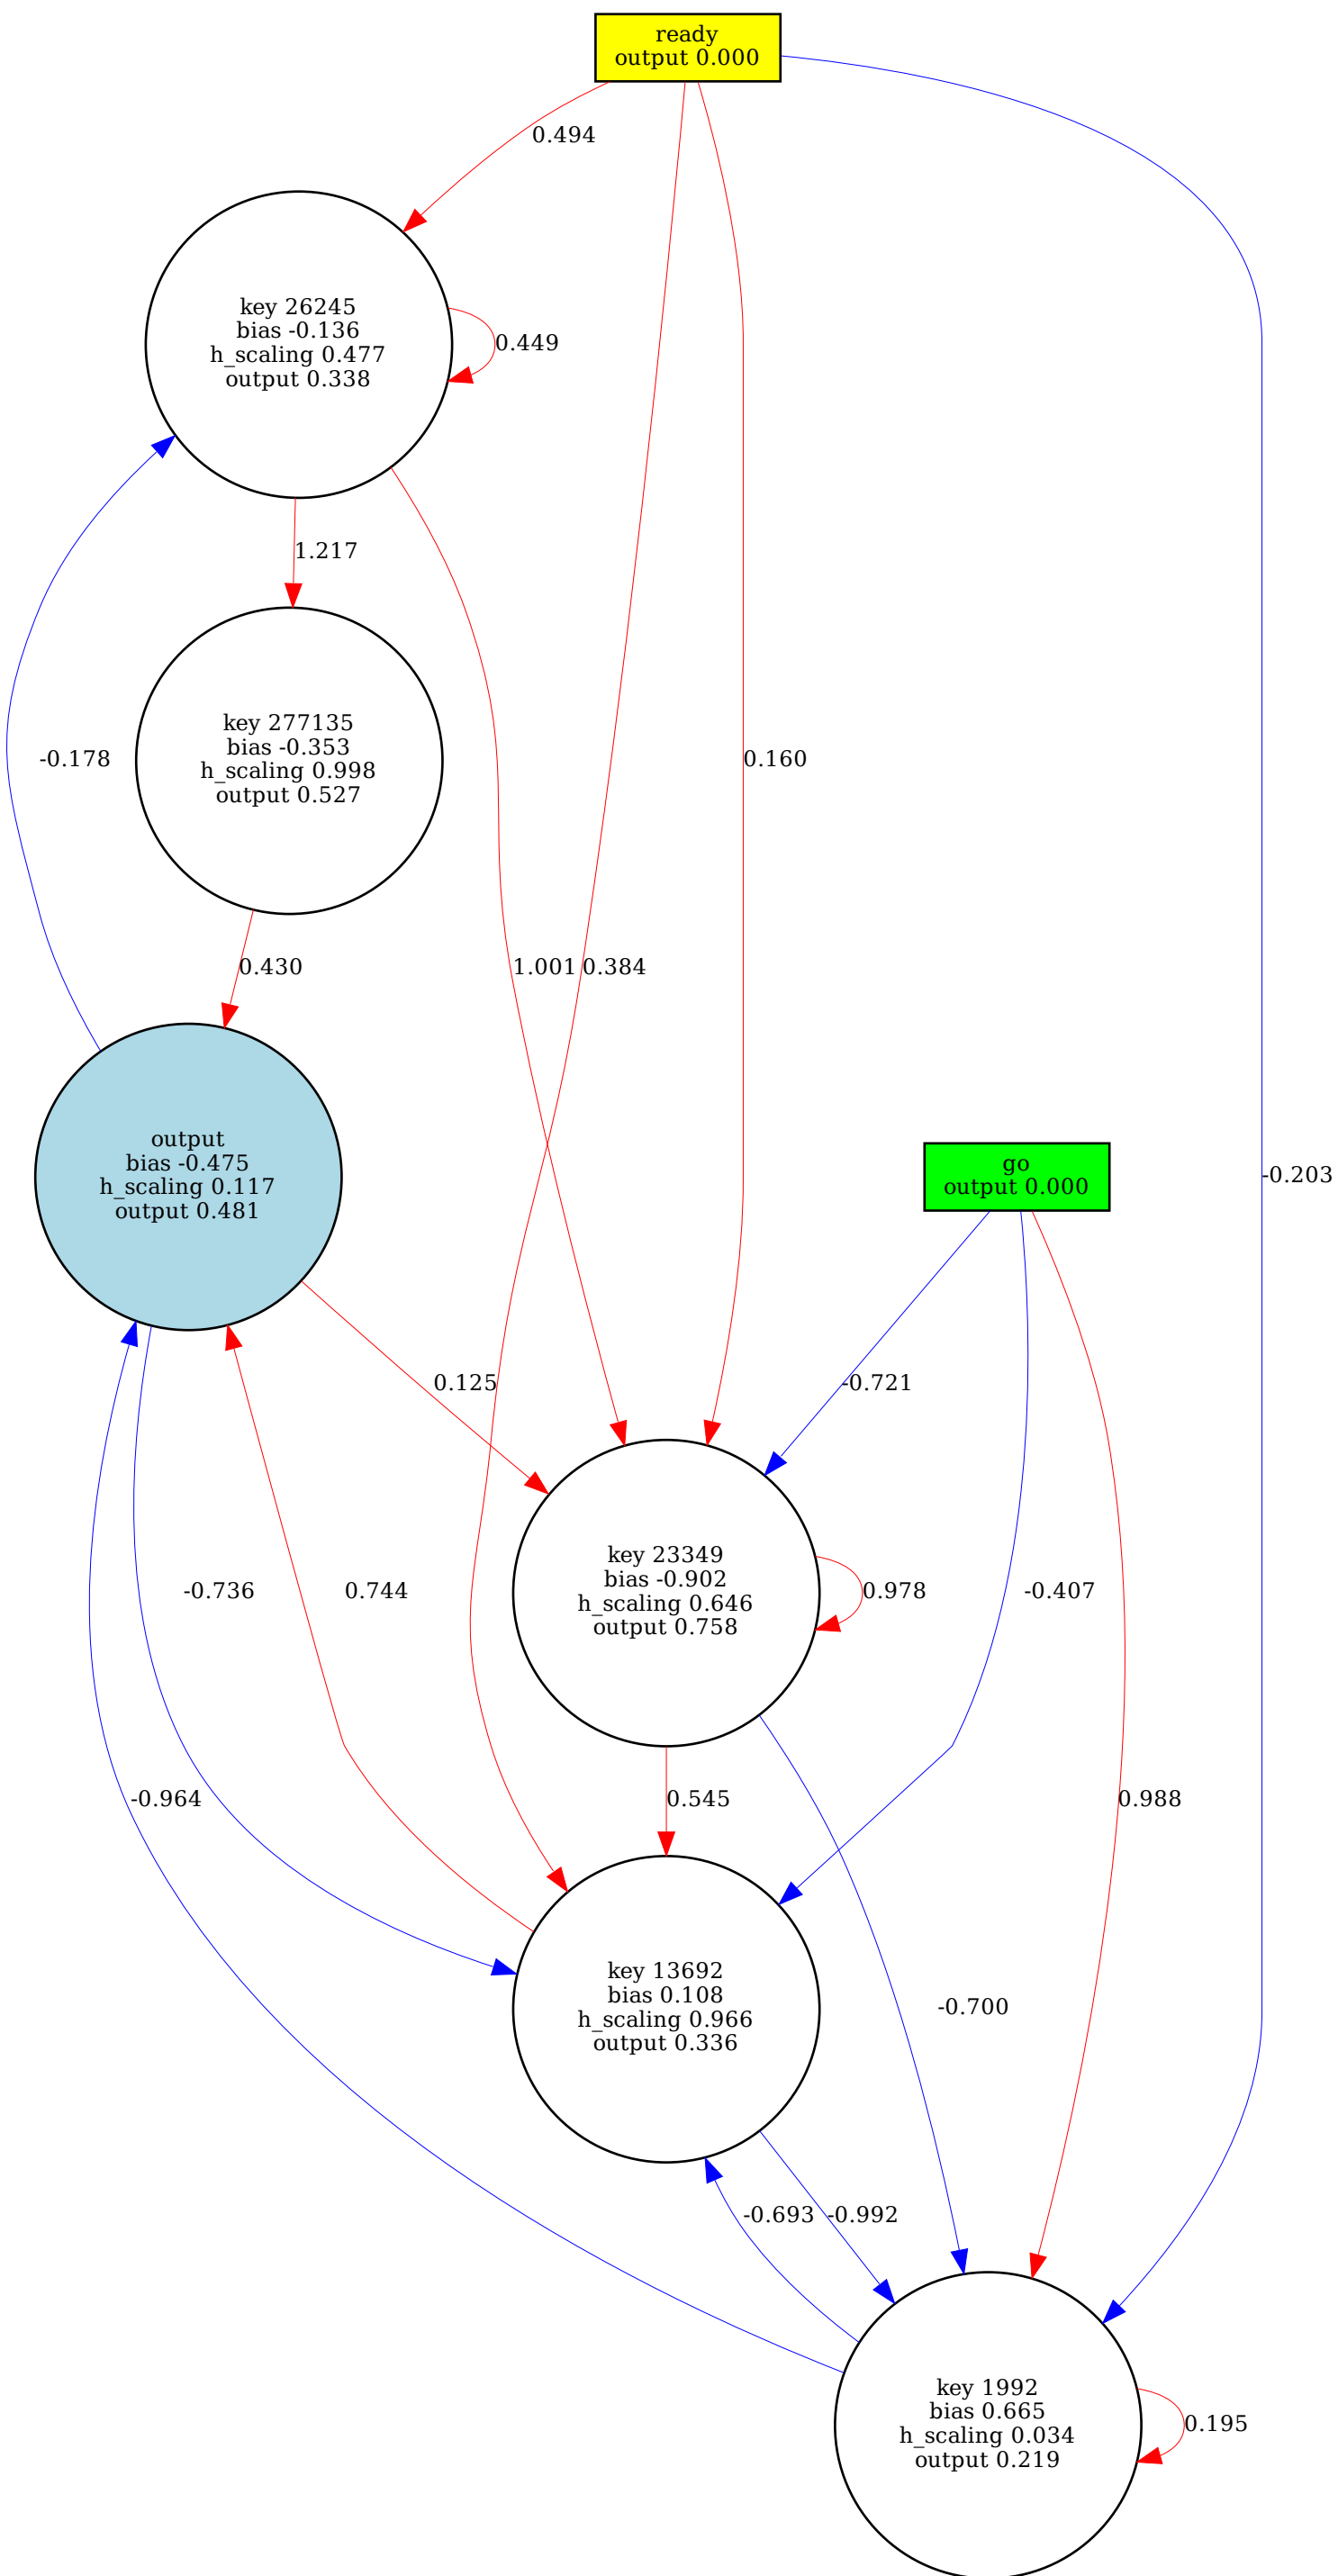 ready
output 0.000
0.494
key 26245
bias -0.136
h_scaling 0.477
output 0.338
0.449
1.217
key 277135
bias -0.353
h_scaling 0.998
output 0.527
-0.178
0.160
0.430
1.001
0.384
output
bias -0.475
h_scaling 0.117
output 0.481
go
output 0.000
-0.203
0.125
-0.721
key 23349
bias -0.902
h_scaling 0.646
output 0.758
-0.736
0.744
0.978
-0.407
-0.964
0.545
0.988
key 13692
bias 0.108
h_scaling 0.966
output 0.336
-0.700
-0.693
-0.992
key 1992
bias 0.665
h_scaling 0.034
output 0.219
0.195